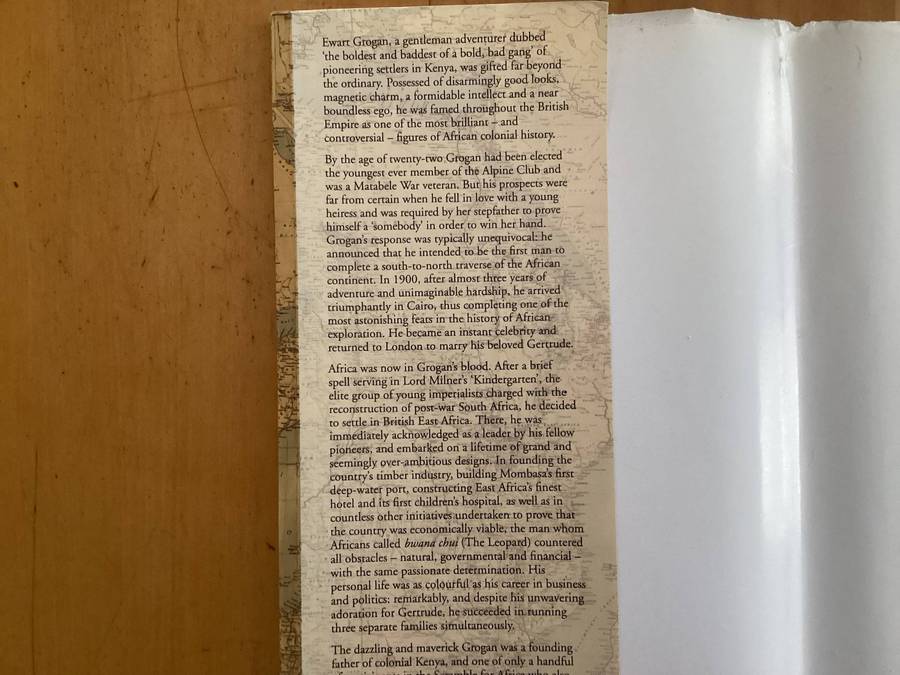 Ewart Grogan, a gentleman adventurer dubbed
'the boldest and baddest of a bold, bad gang' of
pioneering settlers in Kenya, was gifted far beyond
the ordinary. Possessed of disarmingly good looks,
magnetic charm, a formidable intellect and a near
boundless ego, he was famed throughout the British
Empire as one of the most brilliant – and
controversial – figures of African colonial history.
By the age of twenty-two Grogan had been elected
the youngest ever member of the Alpine Club and
was a Matabele War veteran. But his prospects were
far from certain when he fell in love with a young
heiress and was required by her stepfather to prove
himself a 'somebody' in order to win her hand.
Grogan's response was typically unequivocal: he
announced that he intended to be the first man to
complete a south-to-north traverse of the African
continent. In 1900, after almost three years of
adventure and unimaginable hardship, he arrived
triumphantly in Cairo, thus completing one of the
most astonishing feats in the history of African
exploration. He became an instant celebrity and
returned to London to marry his beloved Gertrude.
Africa was now in Grogan's blood. After a brief
spell serving in Lord Milner's 'Kindergarten', the
elite group of young imperialists charged with the
reconstruction of post-war South Africa, he decided
to settle in British East Africa. There, he was
immediately acknowledged as a leader by his fellow
pioneers, and embarked on a lifetime of grand and
seemingly over-ambitious designs. In founding the
country's timber industry, building Mombasa's first
deep-water port, constructing East Africa's finest
hotel and its first children's hospital, as well as in
countless other initiatives undertaken to prove that
the country was economically viable, the man whom
Africans called bwana chui (The Leopard) countered
all obstacles – natural, governmental and financial –
with the same passionate determination. His
personal life was as colourful as his career in business
and politics: remarkably, and despite his unwavering
adoration for Gertrude, he succeeded in running
three separate families simultaneously.
The dazzling and maverick Grogan was a founding
father of colonial Kenya, and one of only a handful
in the Scramble for Africa who also